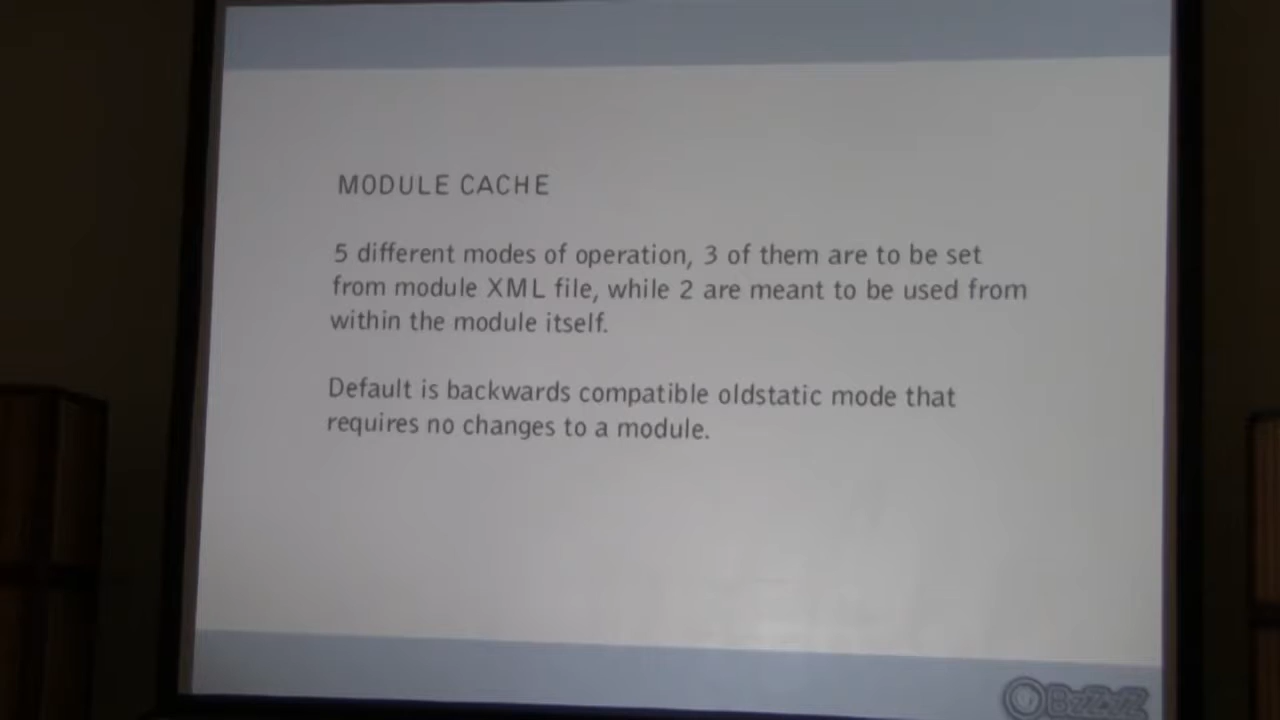 MODULE CACHE
5 different modes of operation, 3 of them are to be set
from module XML file, while 2 are meant to be used from
within the module itself.
Default is backwards compatible oldstatic mode that
requires no changes to a module.